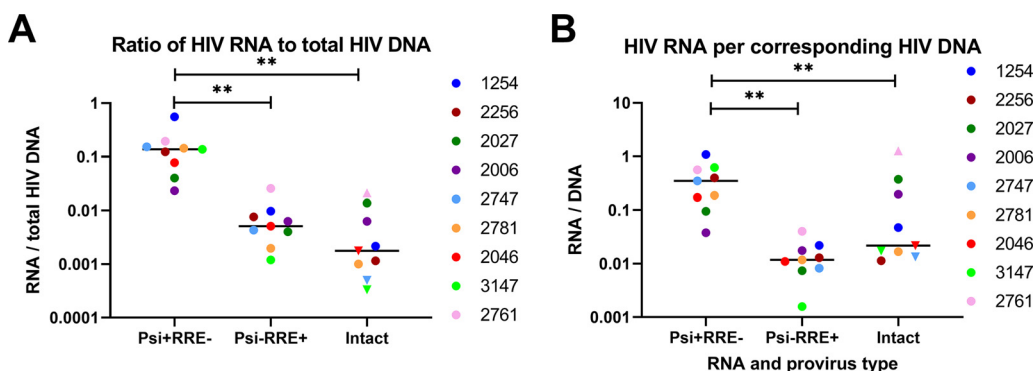 A
Ratio of HIV RNA to total HIV DNA
**
**
RNA / total HIV DNA
1
0.1
0.01
0.001
0.0001
Psi+RRE-
Psi-RRE+
Intact
1254
2256
2027
2006
2747
2781
2046
3147
2761
B
HIV RNA per corresponding HIV DNA
**
**
RNA / DNA
10
1
0.1
0.01
0.001
Psi+RRE-
Psi-RRE+
Intact
RNA and provirus type
1254
2256
2027
2006
2747
2781
2046
3147
2761